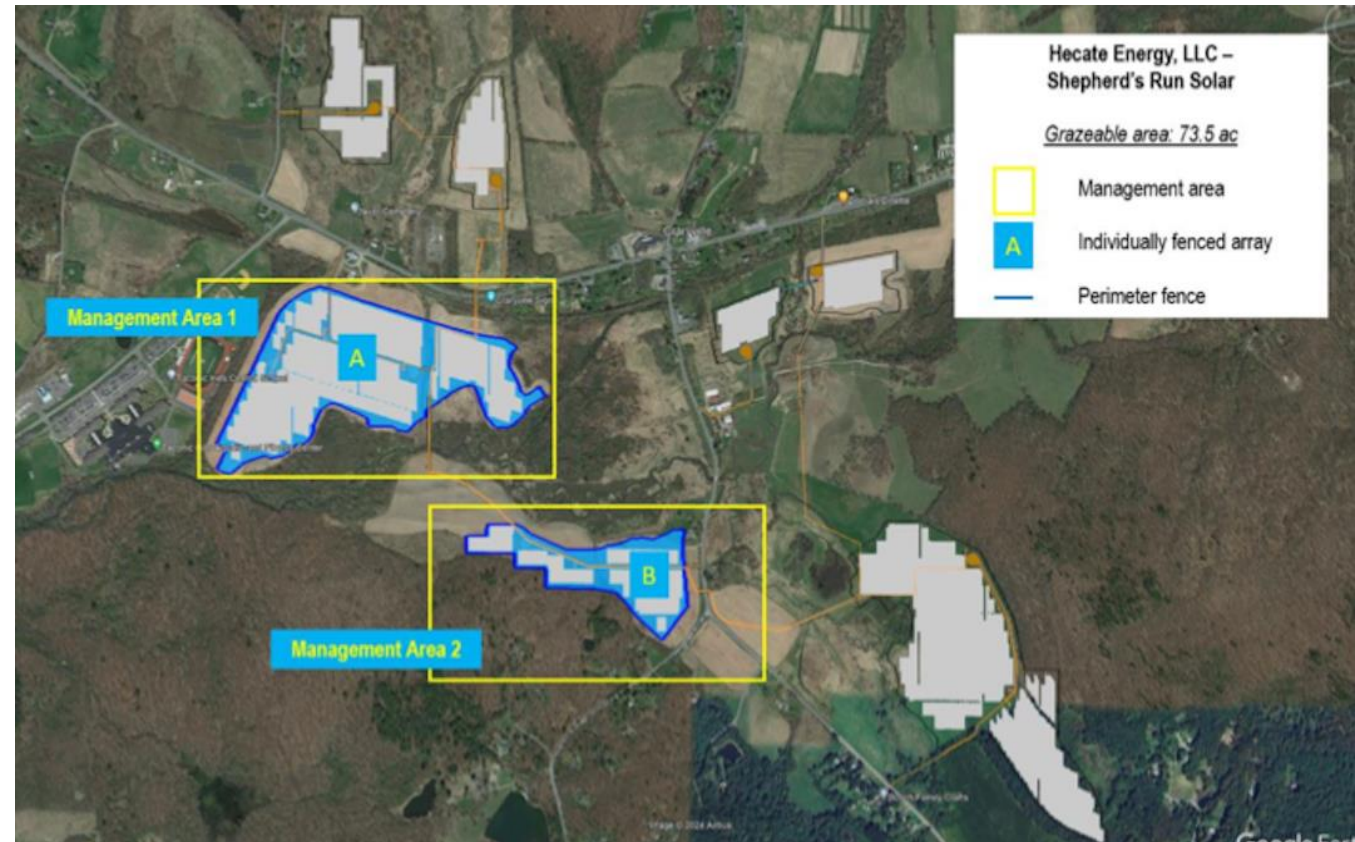 Hecate Energy, LLC –
Shepherd's Run Solar
Grazeable area: 73.5 ac
Management area
A
Individually fenced array
Perimeter fence
Management Area 1
A
Management Area 2
B